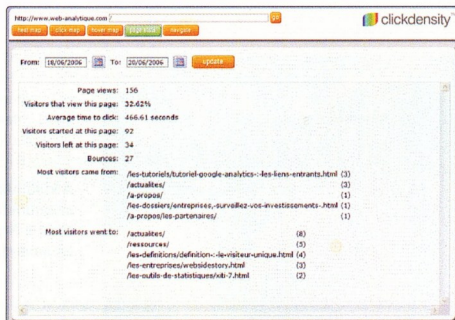 http://www.web-analytique.com / go
clickdensity
heat map click map hover map page stats navigate
From: 18/06/2006 To: 20/06/2006 update
Page views: 156
Visitors that view this page: 32.62%
Average time to click: 466.61 seconds
Visitors started at this page: 92
Visitors left at this page: 34
Bounces: 27
Most visitors came from: /les-tutoriels/tutoriel-google-analytics-:-les-liens-entrants.html (3)
/actualites/ (3)
/a-propos/ (1)
/les-dossiers/entreprises,-surveillez-vos-investissements-.html (1)
/a-propos/les-partenaires/ (1)
Most visitors went to: /actualites/ (8)
/ressources/ (5)
/les-definitions/definition-:-le-visiteur-unique.html (4)
/les-entreprises/websidestory.html (3)
/les-outils-de-statistiques/xiti-7.html (2)